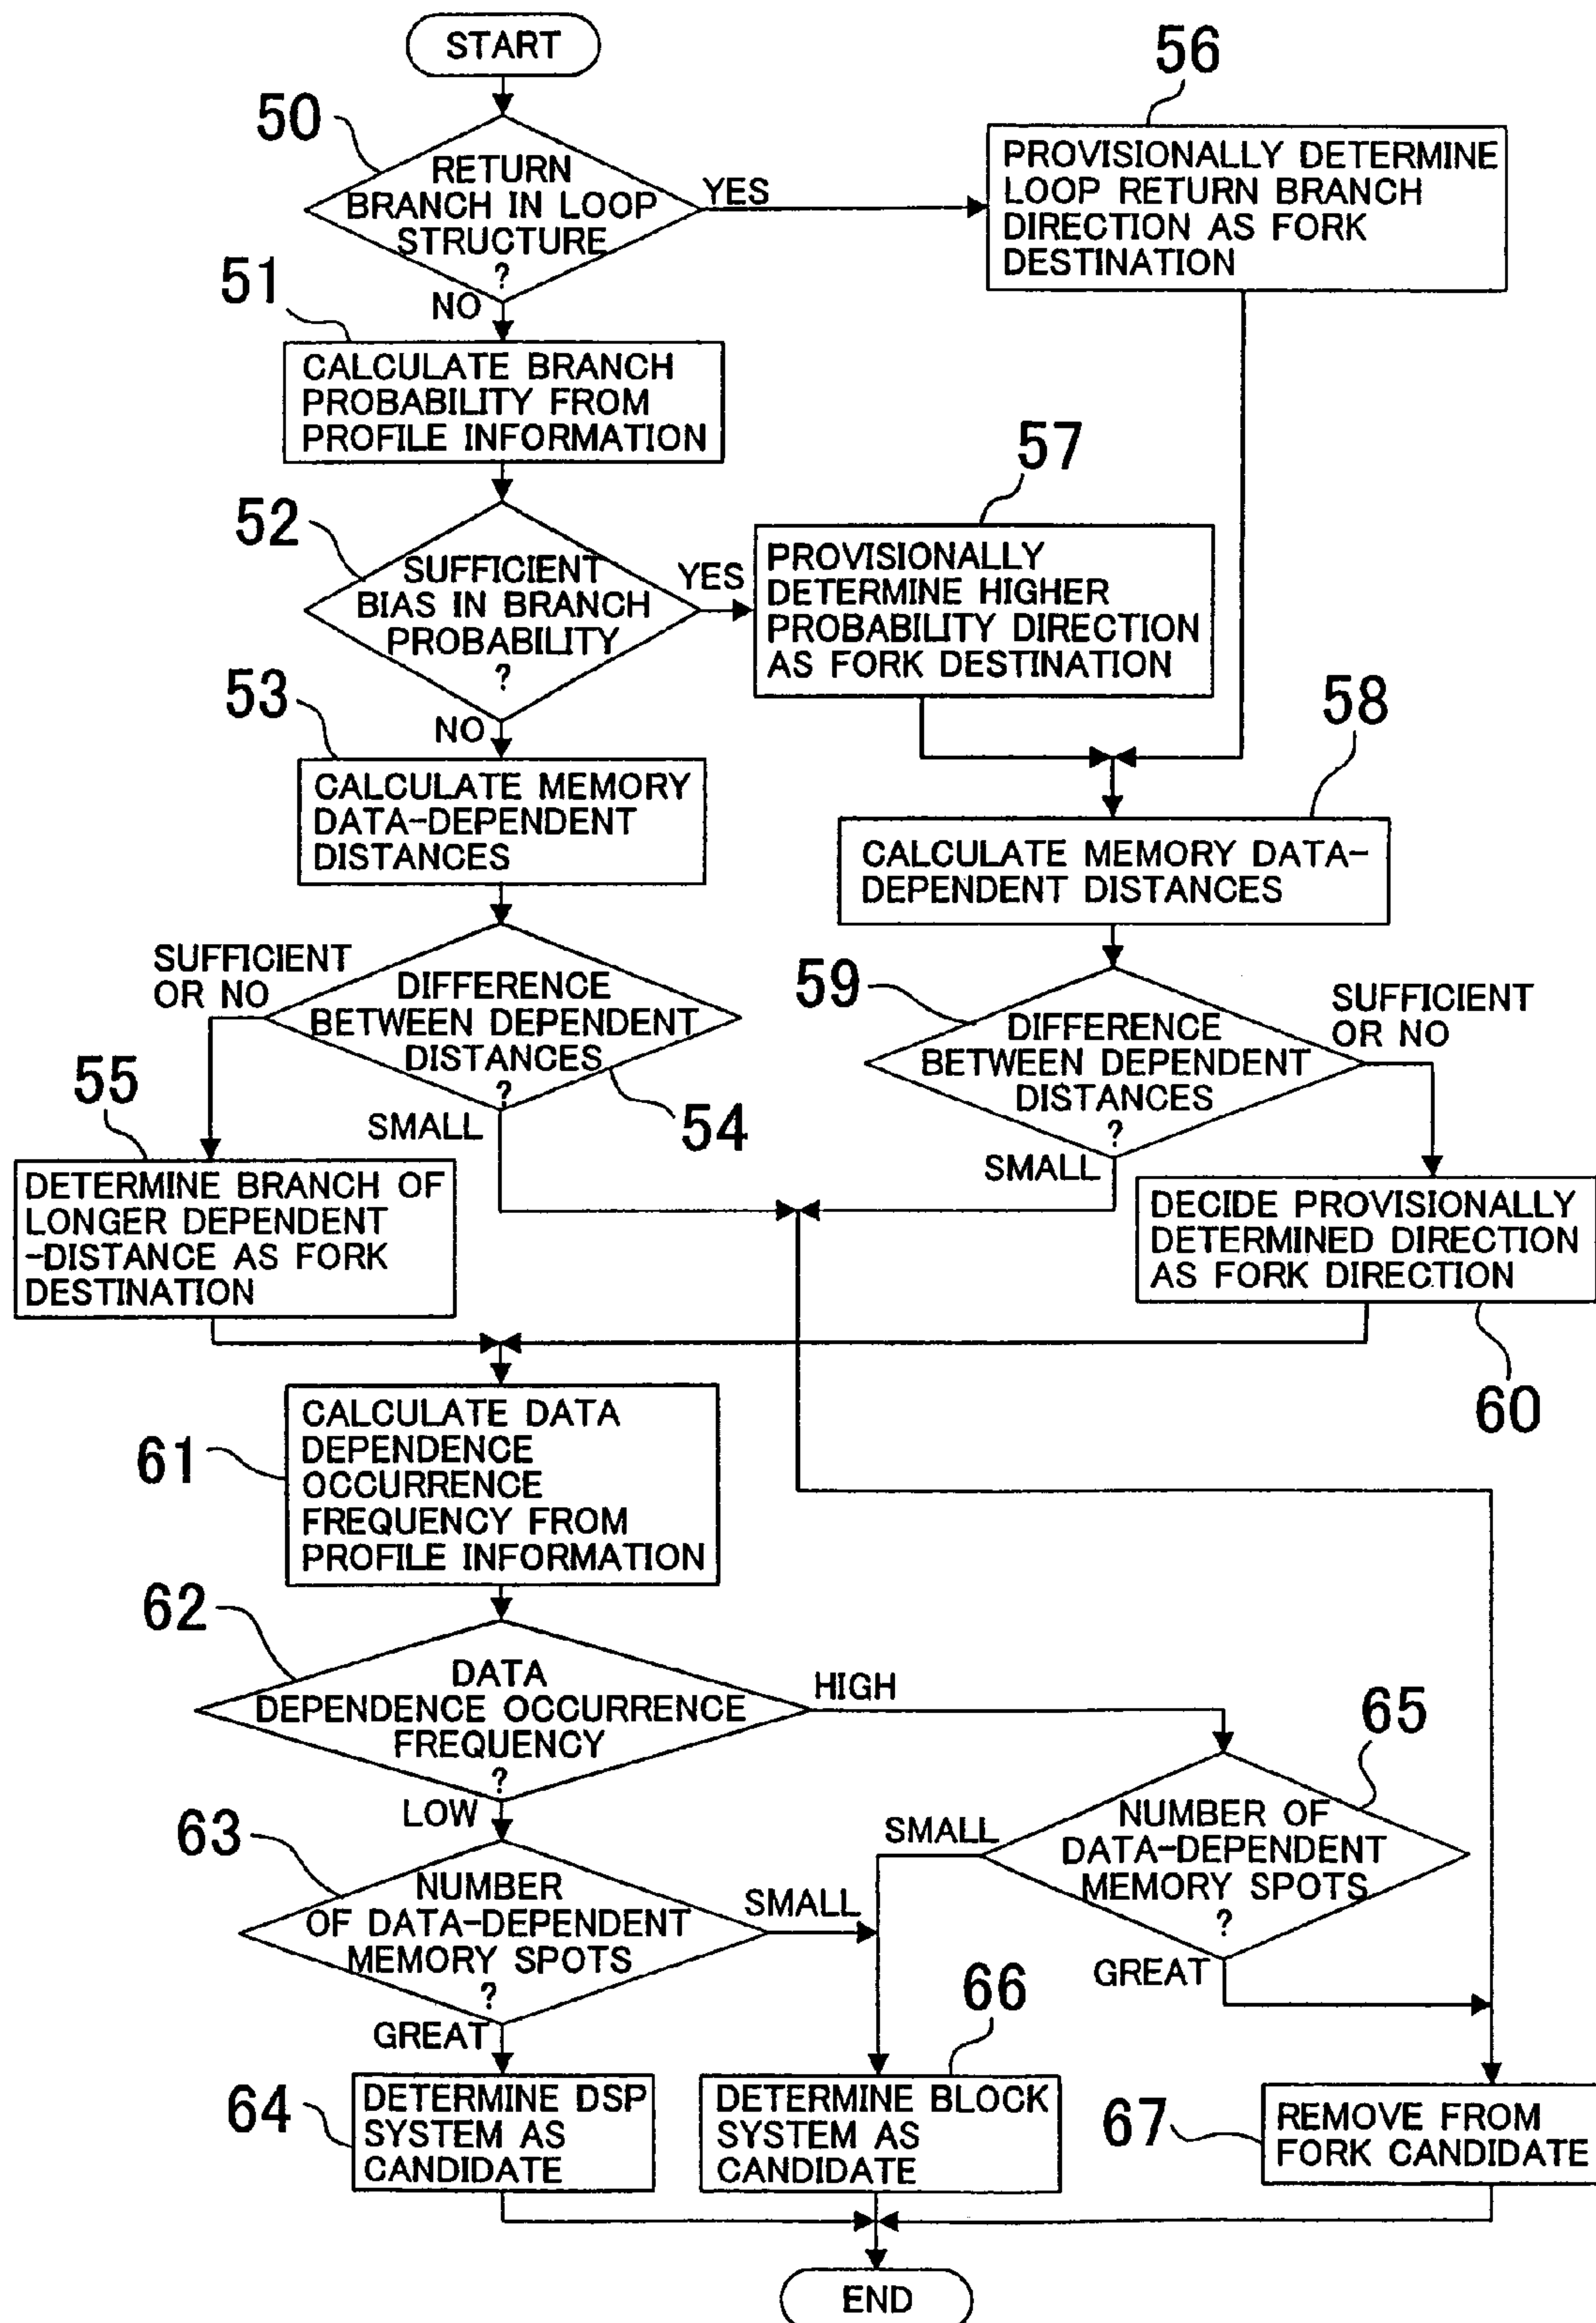 START
50
RETURN
BRANCH IN LOOP
STRUCTURE
?
YES
NO
56
PROVISIONALLY DETERMINE
LOOP RETURN BRANCH
DIRECTION AS FORK
DESTINATION
51
CALCULATE BRANCH
PROBABILITY FROM
PROFILE INFORMATION
52
SUFFICIENT
BIAS IN BRANCH
PROBABILITY
?
YES
NO
57
PROVISIONALLY
DETERMINE HIGHER
PROBABILITY DIRECTION
AS FORK DESTINATION
53
CALCULATE MEMORY
DATA-DEPENDENT
DISTANCES
58
CALCULATE MEMORY DATA-
DEPENDENT DISTANCES
SUFFICIENT
OR NO
DIFFERENCE
BETWEEN DEPENDENT
DISTANCES
?
54
SMALL
59
DIFFERENCE
BETWEEN DEPENDENT
DISTANCES
?
SUFFICIENT
OR NO
SMALL
55
DETERMINE BRANCH OF
LONGER DEPENDENT
-DISTANCE AS FORK
DESTINATION
DECIDE PROVISIONALLY
DETERMINED DIRECTION
AS FORK DIRECTION
60
61
CALCULATE DATA
DEPENDENCE
OCCURRENCE
FREQUENCY FROM
PROFILE INFORMATION
62
DATA
DEPENDENCE OCCURRENCE
FREQUENCY
?
HIGH
LOW
65
NUMBER OF
DATA-DEPENDENT
MEMORY SPOTS
?
SMALL
GREAT
63
NUMBER
OF DATA-DEPENDENT
MEMORY SPOTS
?
SMALL
GREAT
64
DETERMINE DSP
SYSTEM AS
CANDIDATE
66
DETERMINE BLOCK
SYSTEM AS
CANDIDATE
67
REMOVE FROM
FORK CANDIDATE
END